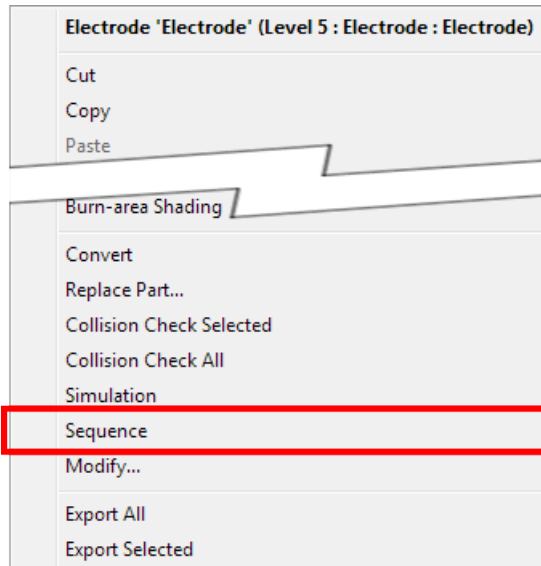 Electrode 'Electrode' (Level 5 : Electrode : Electrode)
Cut
Copy
Paste
Burn-area Shading
Convert
Replace Part...
Collision Check Selected
Collision Check All
Simulation
Sequence
Modify...
Export All
Export Selected